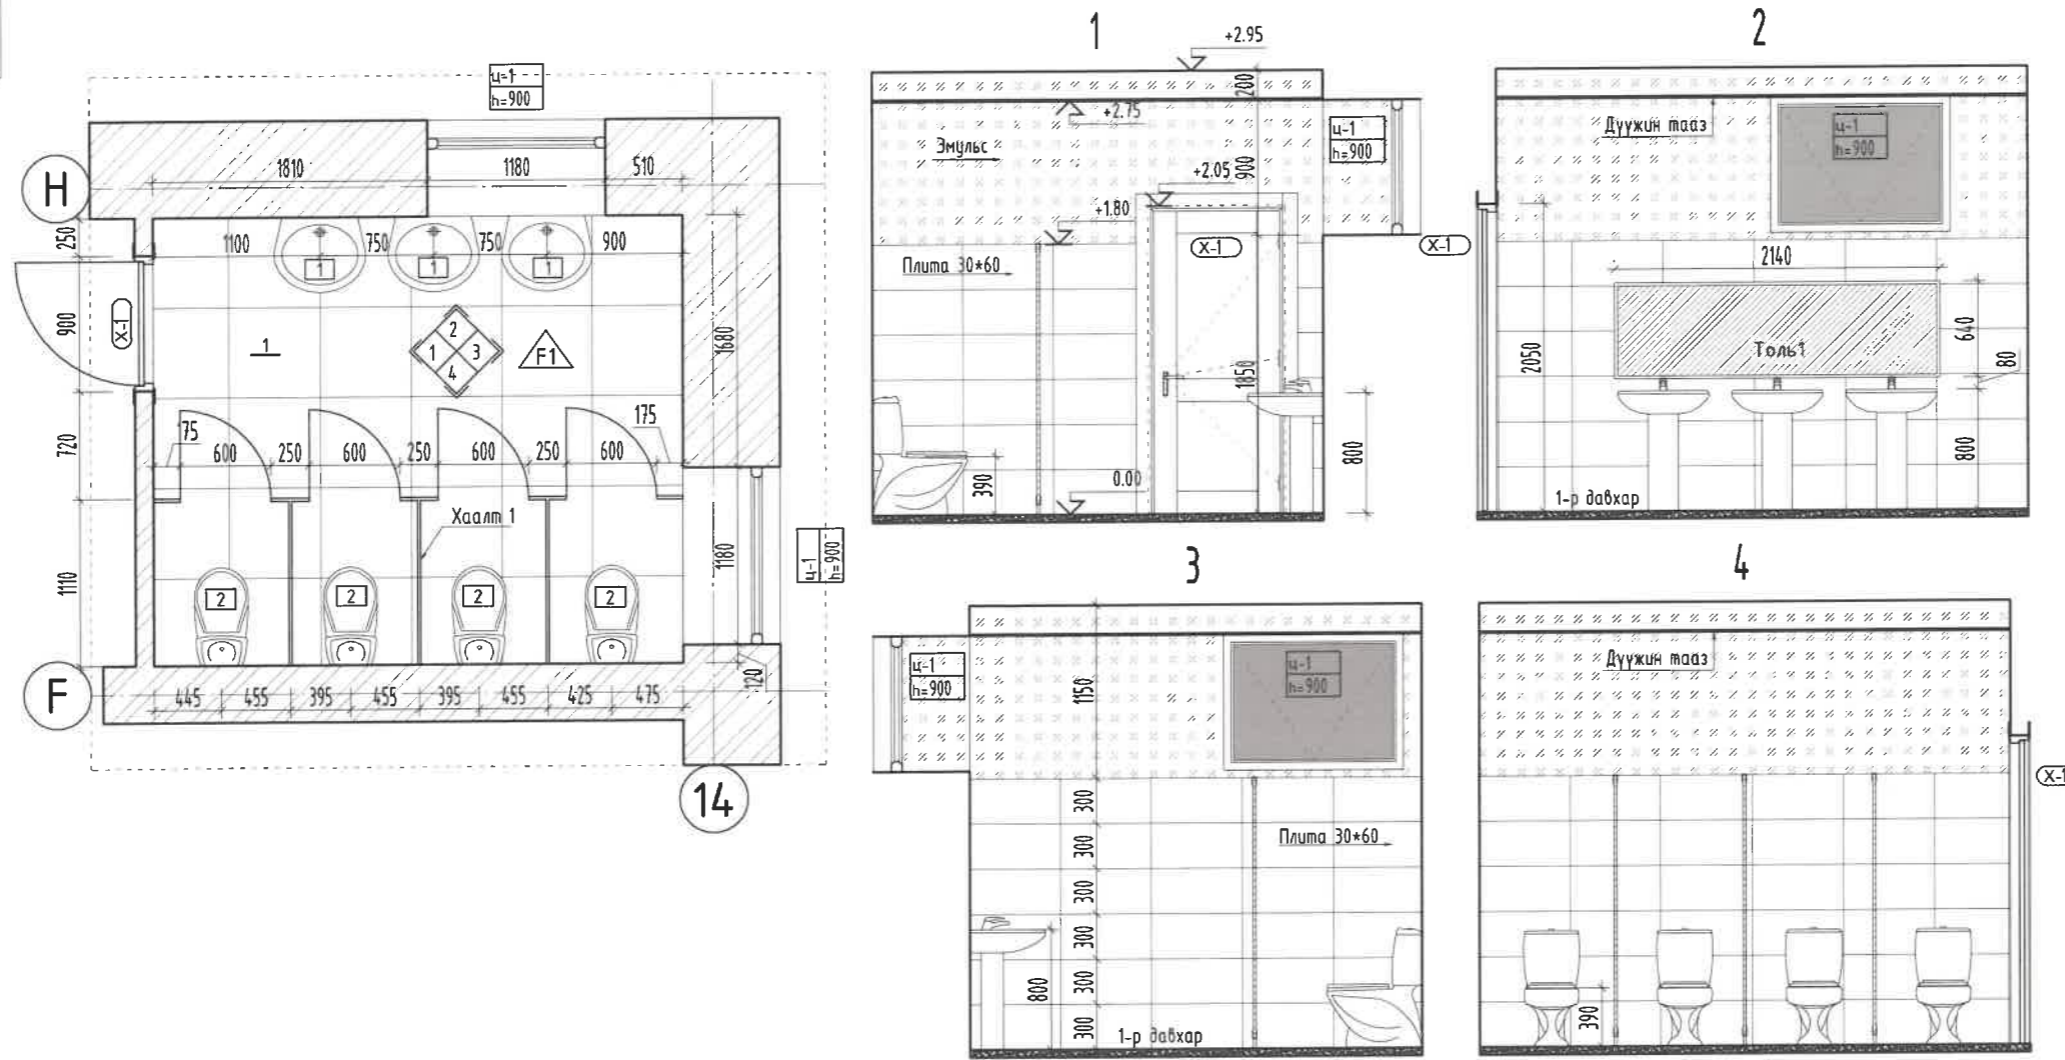 ц-1
h=900
H
1810
1180
510
250
1100
750
750
900
1
1
1
900
X-1
1
2
1
3
4
F1
1680
75
175
720
600
250
600
250
600
250
600
Хаалт 1
1180
ц-1
h=900
1110
2
2
2
2
F
445
455
395
455
395
455
425
475
120
14
1
+2.95
200
+2.75
Эмульс
900
ц-1
h=900
+2.05
+1.80
X-1
Плита 30*60
1850
390
0.00
800
2
Дүүжин тааз
ц-1
h=900
X-1
2140
2050
640
Толь1
80
800
1-р давхар
3
ц-1
h=900
1150
ц-1
h=900
300
300
Плита 30*60
300
300
300
800
300
1-р давхар
4
Дүүжин тааз
X-1
390